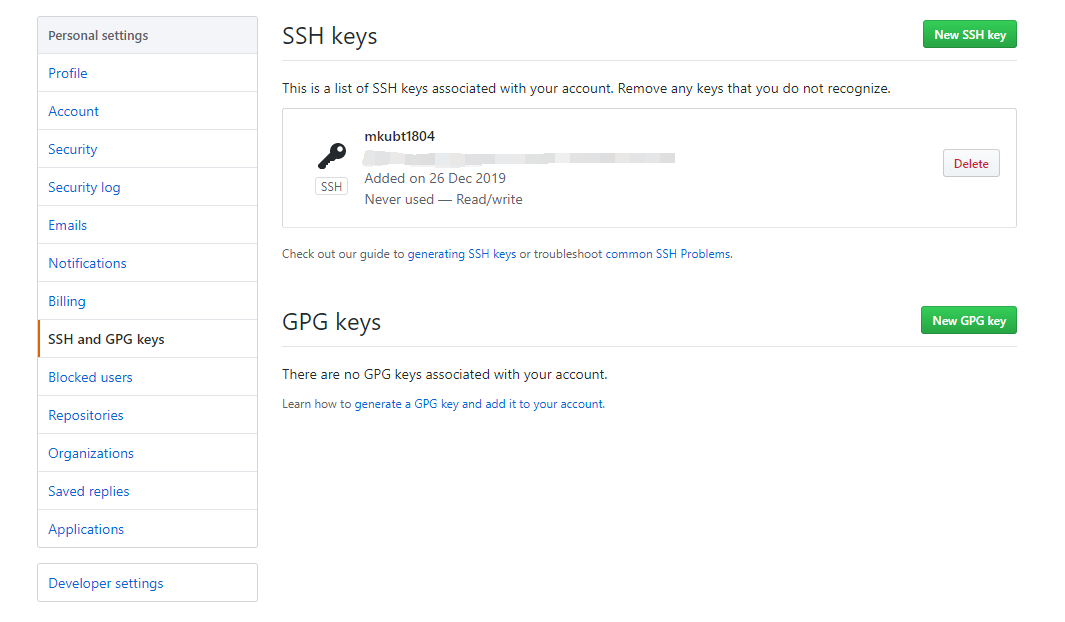 Personal settings
Profile
Account
Security
Security log
Emails
Notifications
Billing
SSH and GPG keys
Blocked users
Repositories
Organizations
Saved replies
Applications
Developer settings
SSH keys
New SSH key
This is a list of SSH keys associated with your account. Remove any keys that you do not recognize.
mkubt1804
SSH
Added on 26 Dec 2019
Never used — Read/write
Delete
Check out our guide to generating SSH keys or troubleshoot common SSH Problems.
GPG keys
New GPG key
There are no GPG keys associated with your account.
Learn how to generate a GPG key and add it to your account.